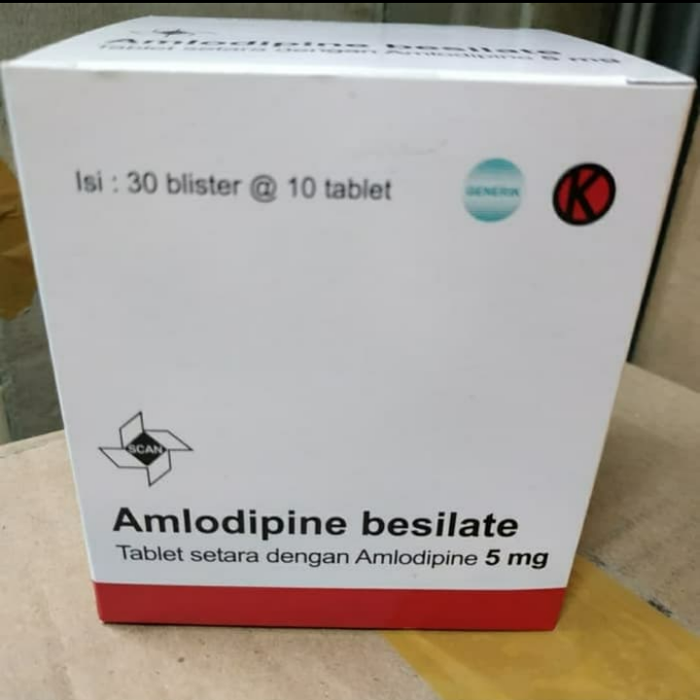 Amlodipine besilate
Tablet setara dengan Amlodipine 5 mg
Isi : 30 blister @ 10 tablet
GENERIK
K
SCAN
Amlodipine besilate
Tablet setara dengan Amlodipine 5 mg